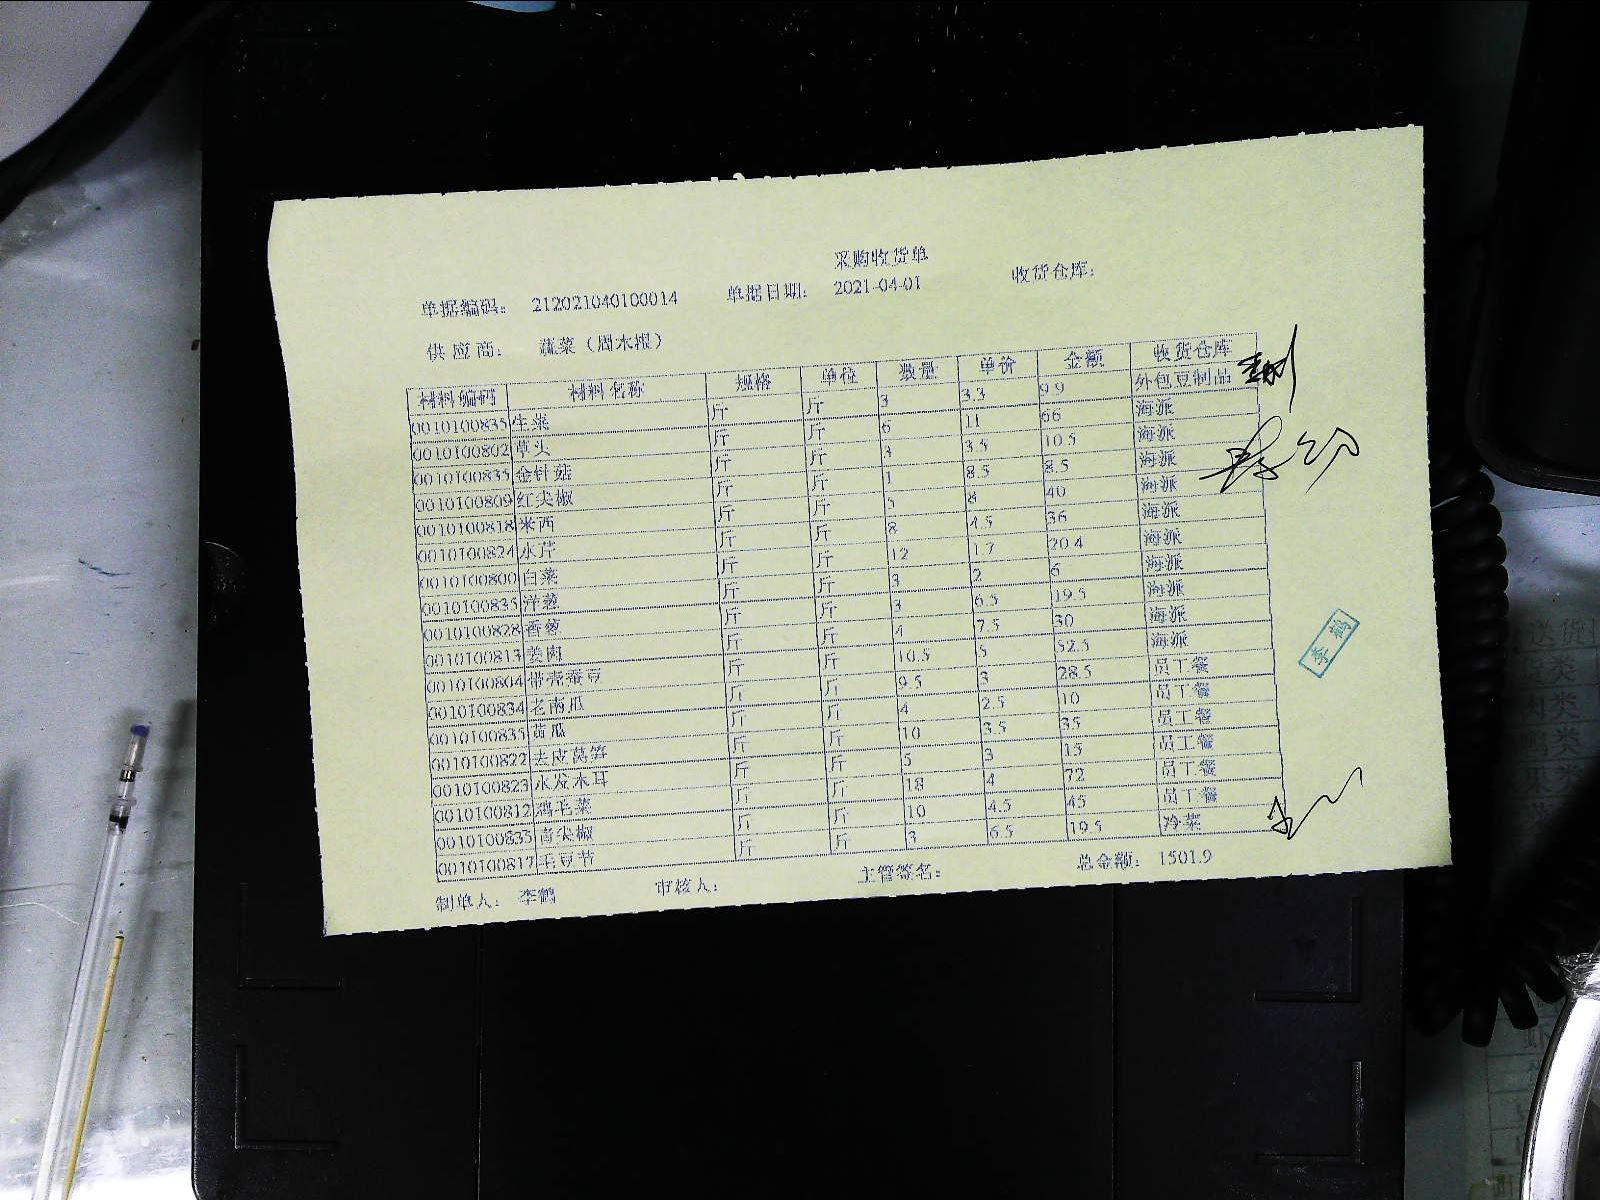 采购收货单
单据编码： 212021040100014 单据日期： 2021-04-01 收货仓库：
供应商： 蔬菜（周木根）
材料编码 材料名称 规格 单位 数量 单价 金额 收货仓库
0010100835 生菜 斤 斤 3 3.3 9.9 外包豆制品
0010100802 草头 斤 斤 6 11 66 海派
0010100835 金针菇 斤 斤 3 3.5 10.5 海派
0010100809 红尖椒 斤 斤 1 8.5 8.5 海派
0010100818 米西 斤 斤 5 8 40 海派
0010100824 水芹 斤 斤 8 4.5 36 海派
0010100800 白菜 斤 斤 12 1.7 20.4 海派
0010100835 洋葱 斤 斤 3 2 6 海派
0010100828 香葱 斤 斤 3 6.5 19.5 海派
0010100813 姜肉 斤 斤 4 7.5 30 海派
0010100804 带壳蚕豆 斤 斤 10.5 5 52.5 海派
0010100834 老南瓜 斤 斤 9.5 3 28.5 员工餐
0010100835 黄瓜 斤 斤 4 2.5 10 员工餐
0010100822 去皮莴笋 斤 斤 10 3.5 35 员工餐
0010100823 水发木耳 斤 斤 5 3 15 员工餐
0010100812 鸡毛菜 斤 斤 18 4 72 员工餐
0010100835 青尖椒 斤 斤 10 4.5 45 员工餐
0010100817 毛豆节 斤 斤 3 6.5 19.5 冷菜
制单人： 李鹤 审核人： 主管签名： 总金额： 1501.9
李鹤